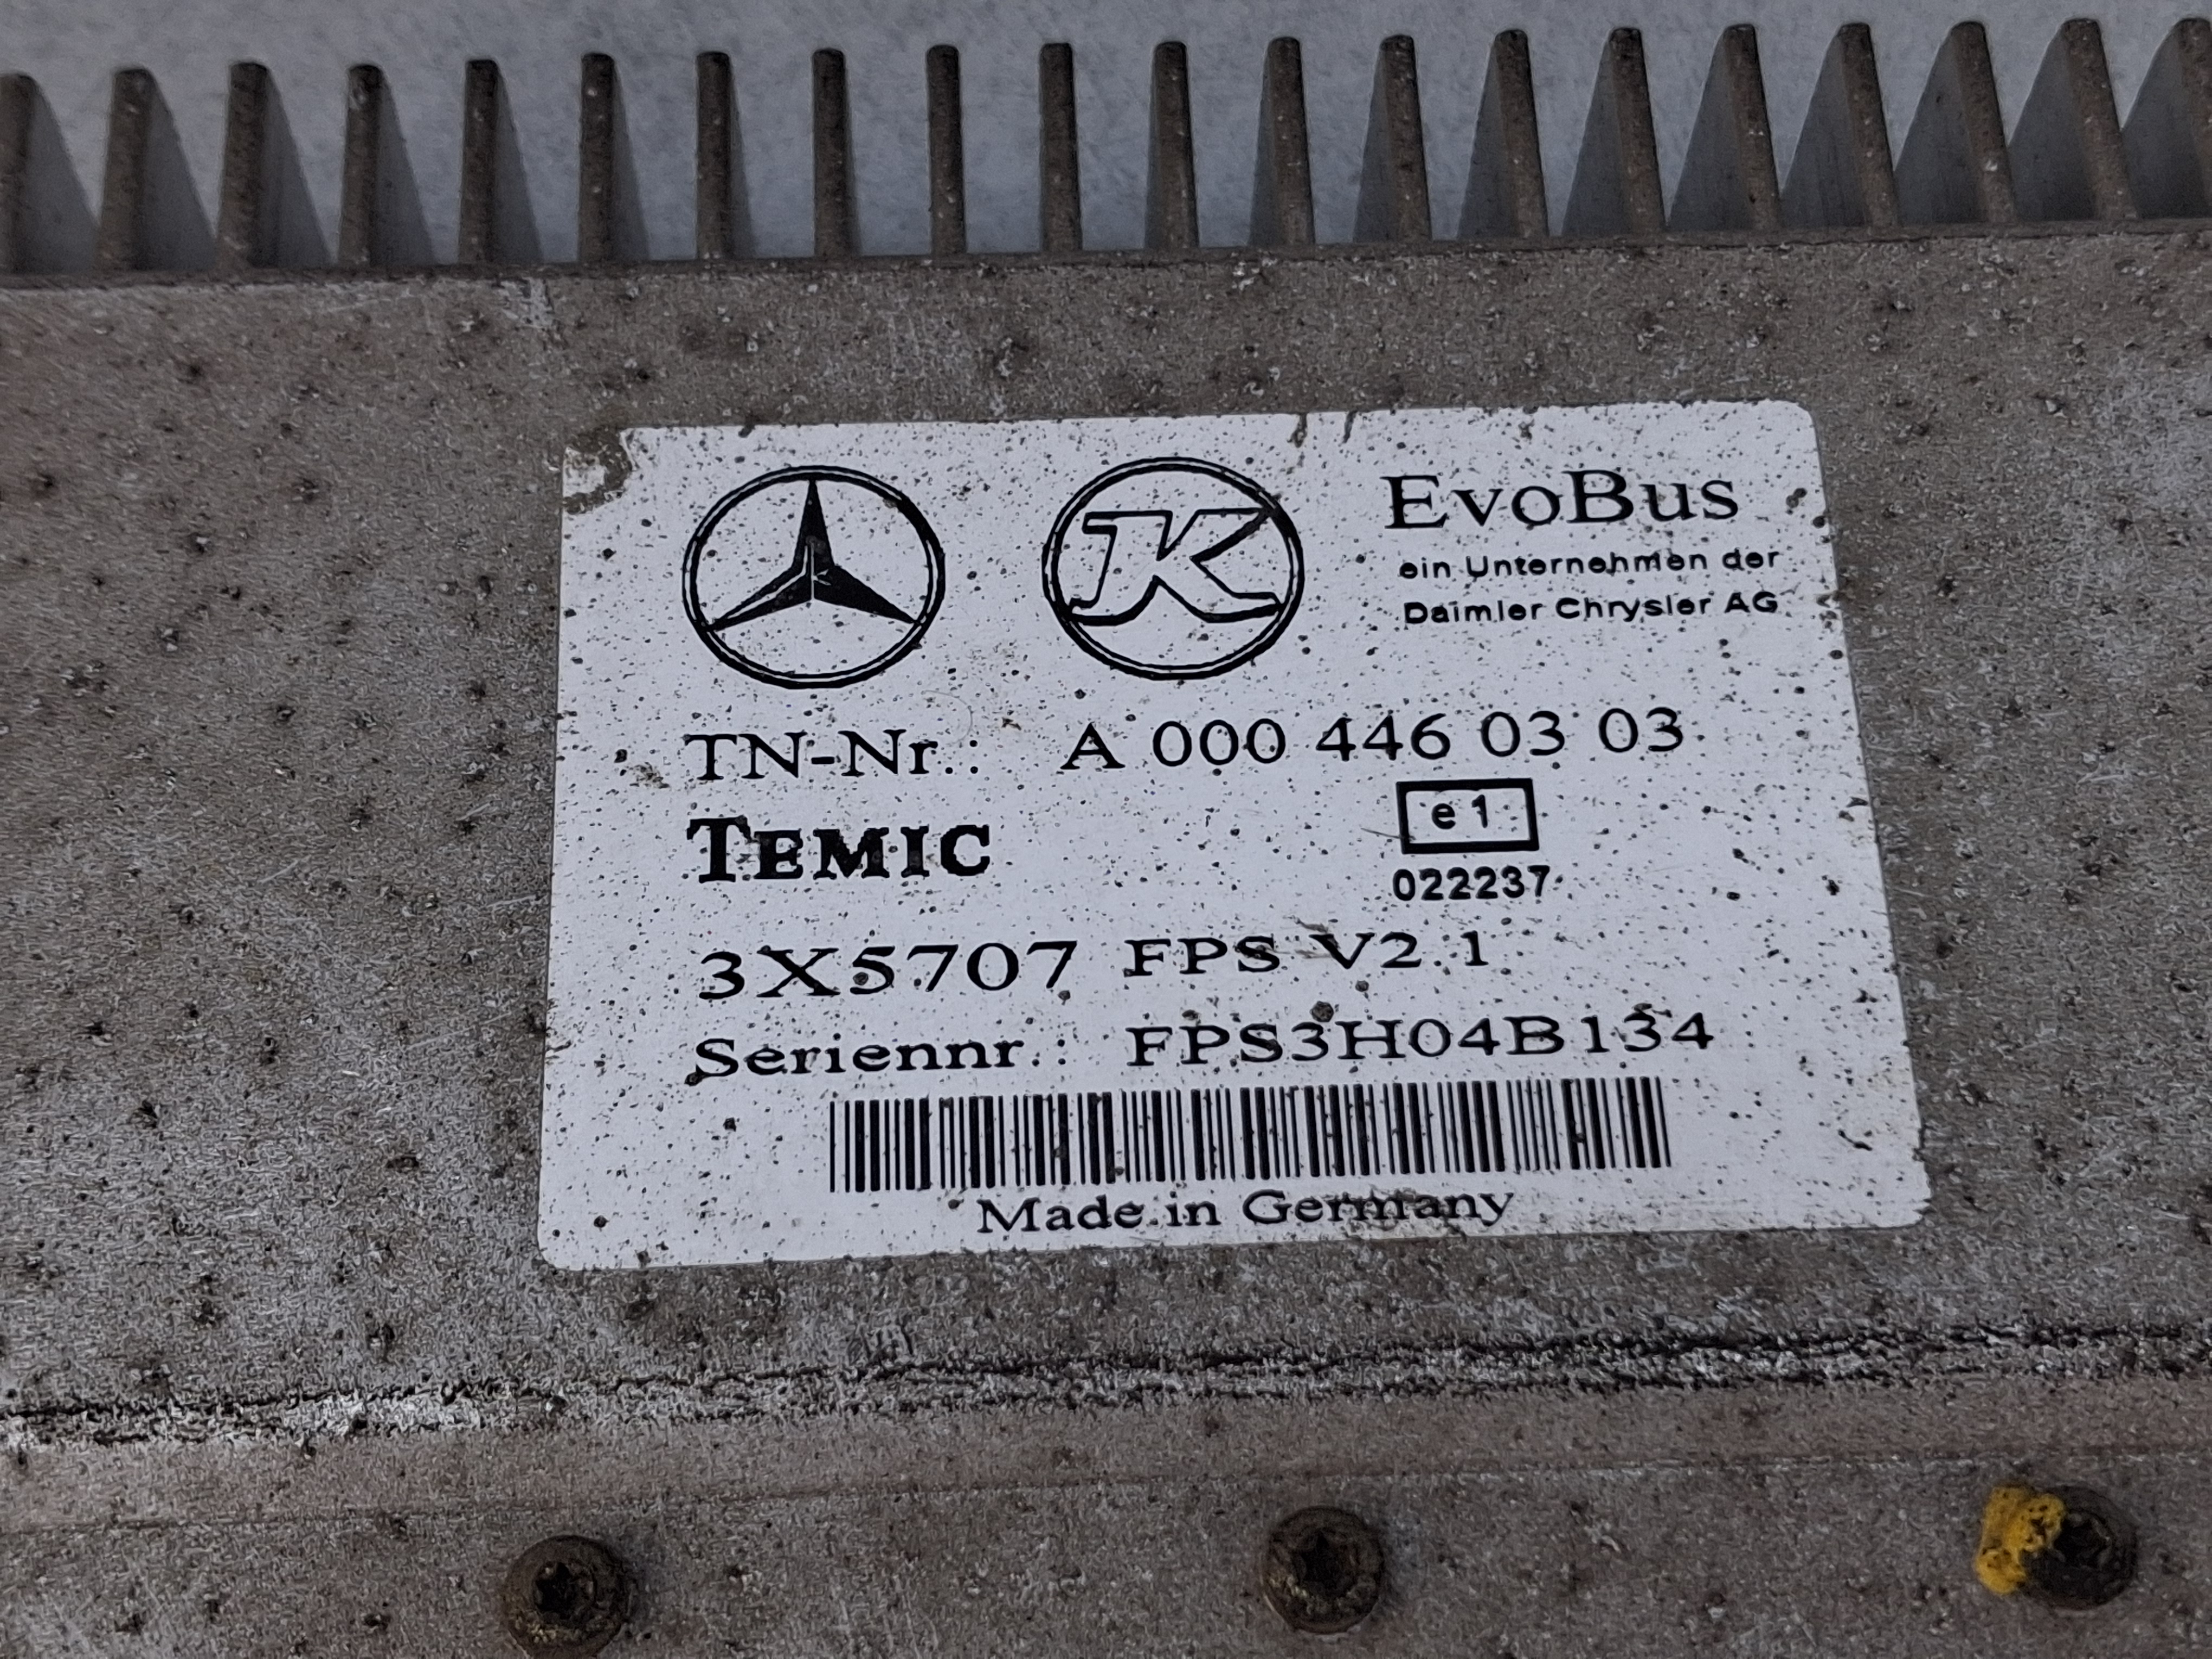 K
EvoBus
ein Unternehmen der
Daimler Chrysler AG
TN-Nr.: A 000 446 03 03
TEMIC
e1
022237
3X5707 FPS V2.1
Seriennr.: FPS3H04B134
Made in Germany